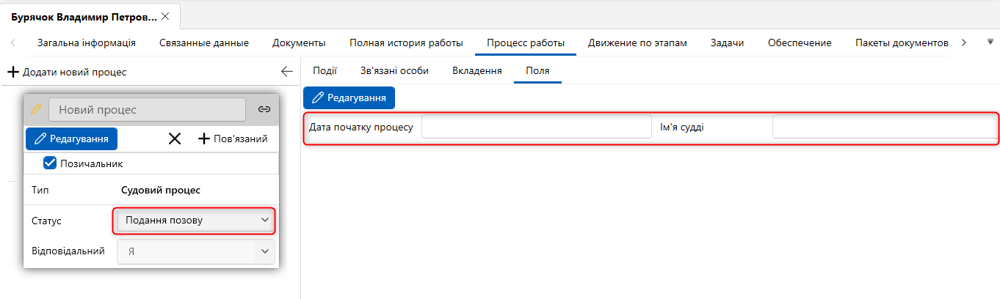 Бурячок Владимир Петров...
Загальна інформація Связанные данные Документы Полная история работы Процесс работы Движение по этапам Задачи Обеспечение Пакеты документов
Додати новий процес
Події Зв'язані особи Вкладення Поля
Редагування
Новий процес
Дата початку процесу Ім'я судді
Редагування Пов'язаний
Позичальник
Тип Судовий процес
Статус Подання позову
Відповідальний Я